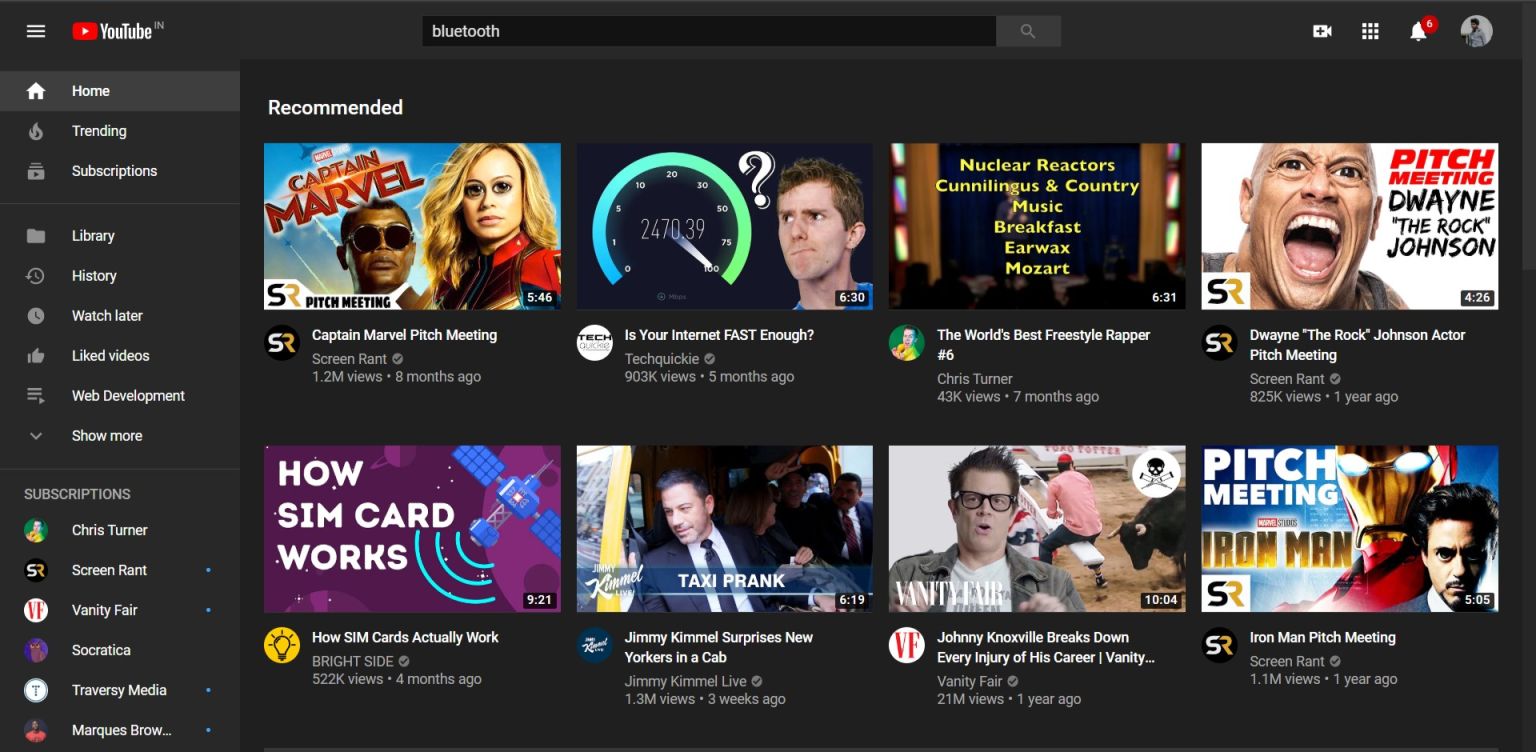 YouTube IN
bluetooth
6
Home
Trending
Subscriptions
Library
History
Watch later
Liked videos
Web Development
Show more
SUBSCRIPTIONS
Chris Turner
Screen Rant
Vanity Fair
Socratica
Traversy Media
Marques Brow...
Recommended
MARVEL STUDIOS
CAPTAIN
MARVEL
SR PITCH MEETING
5:46
Captain Marvel Pitch Meeting
Screen Rant
1.2M views • 8 months ago
?
20
10 30
5 50
2470.39
1 75
0 100
Mbps
6:30
TECH
quickie
Is Your Internet FAST Enough?
Techquickie
903K views • 5 months ago
Nuclear Reactors
Cunnilingus & Country
Music
Breakfast
Earwax
Mozart
6:31
The World's Best Freestyle Rapper
#6
Chris Turner
43K views • 7 months ago
PITCH
MEETING
DWAYNE
"THE ROCK"
JOHNSON
SR
4:26
SR
Dwayne "The Rock" Johnson Actor
Pitch Meeting
Screen Rant
825K views • 1 year ago
HOW
SIM CARD
WORKS
9:21
How SIM Cards Actually Work
BRIGHT SIDE
522K views • 4 months ago
JIMMY
Kimmel
LIVE!
TAXI PRANK
6:19
Jimmy Kimmel Surprises New
Yorkers in a Cab
Jimmy Kimmel Live
1.3M views • 3 weeks ago
TORO TOTTER
VANITY FAIR
10:04
VF
Johnny Knoxville Breaks Down
Every Injury of His Career | Vanity...
Vanity Fair
21M views • 1 year ago
PITCH
MEETING
MARVEL STUDIOS
IRON MAN
SR
5:05
SR
Iron Man Pitch Meeting
Screen Rant
1.1M views • 1 year ago